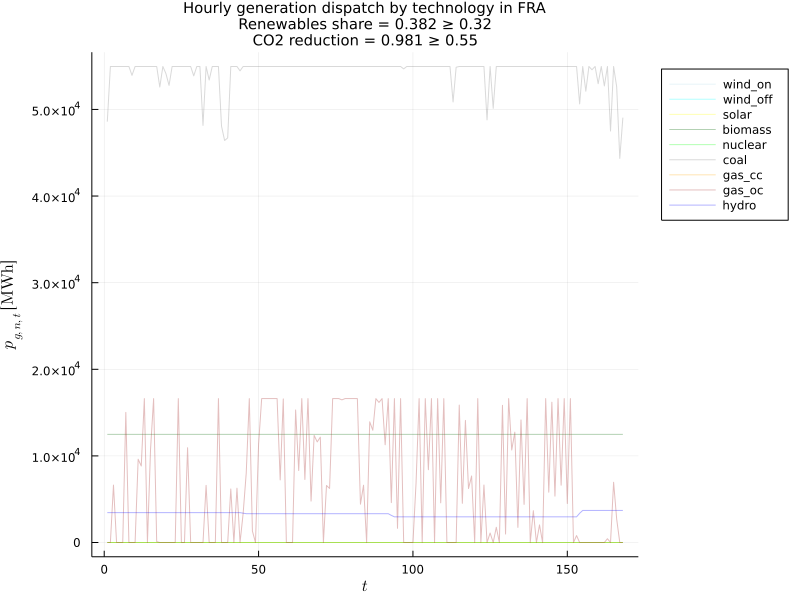 Hourly generation dispatch by technology in FRA
Renewables share = 0.382 ≥ 0.32
CO2 reduction = 0.981 ≥ 0.55
p_{g,n,t} [MWh]
5.0×10⁴
4.0×10⁴
3.0×10⁴
2.0×10⁴
1.0×10⁴
0
0 50 100 150
t
wind_on
wind_off
solar
biomass
nuclear
coal
gas_cc
gas_oc
hydro